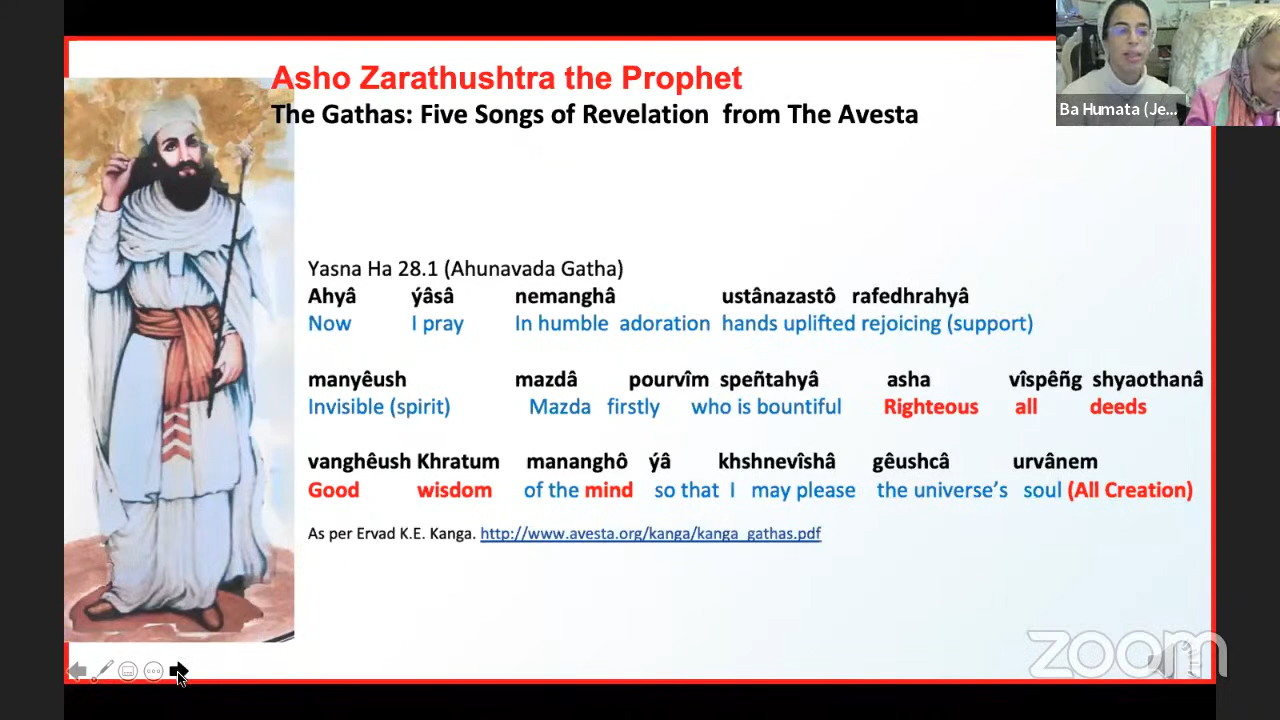 Asho Zarathushtra the Prophet
The Gathas: Five Songs of Revelation from The Avesta
Ba Humata (Je...
Yasna Ha 28.1 (Ahunavada Gatha)
Ahyâ ýâsâ nemanghâ ustânazastô rafedhrahyâ
Now I pray In humble adoration hands uplifted rejoicing (support)
manyêush mazdâ pourvîm speñtahyâ asha vîspêñg shyaothanâ
Invisible (spirit) Mazda firstly who is bountiful Righteous all deeds
vanghêush Khratum mananghô ýâ khshnevîshâ gêushcâ urvânem
Good wisdom of the mind so that I may please the universe's soul (All Creation)
As per Ervad K.E. Kanga. http://www.avesta.org/kanga/kanga_gathas.pdf
zoom